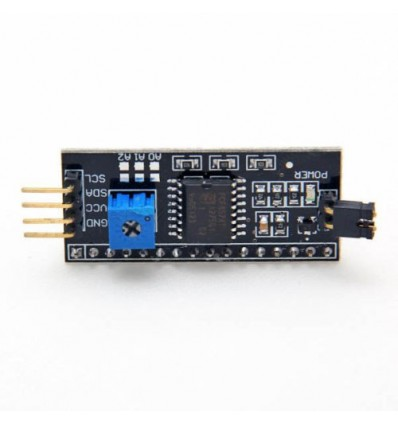 A0 A1 A2
POWER
SCL
SDA
VCC
GND